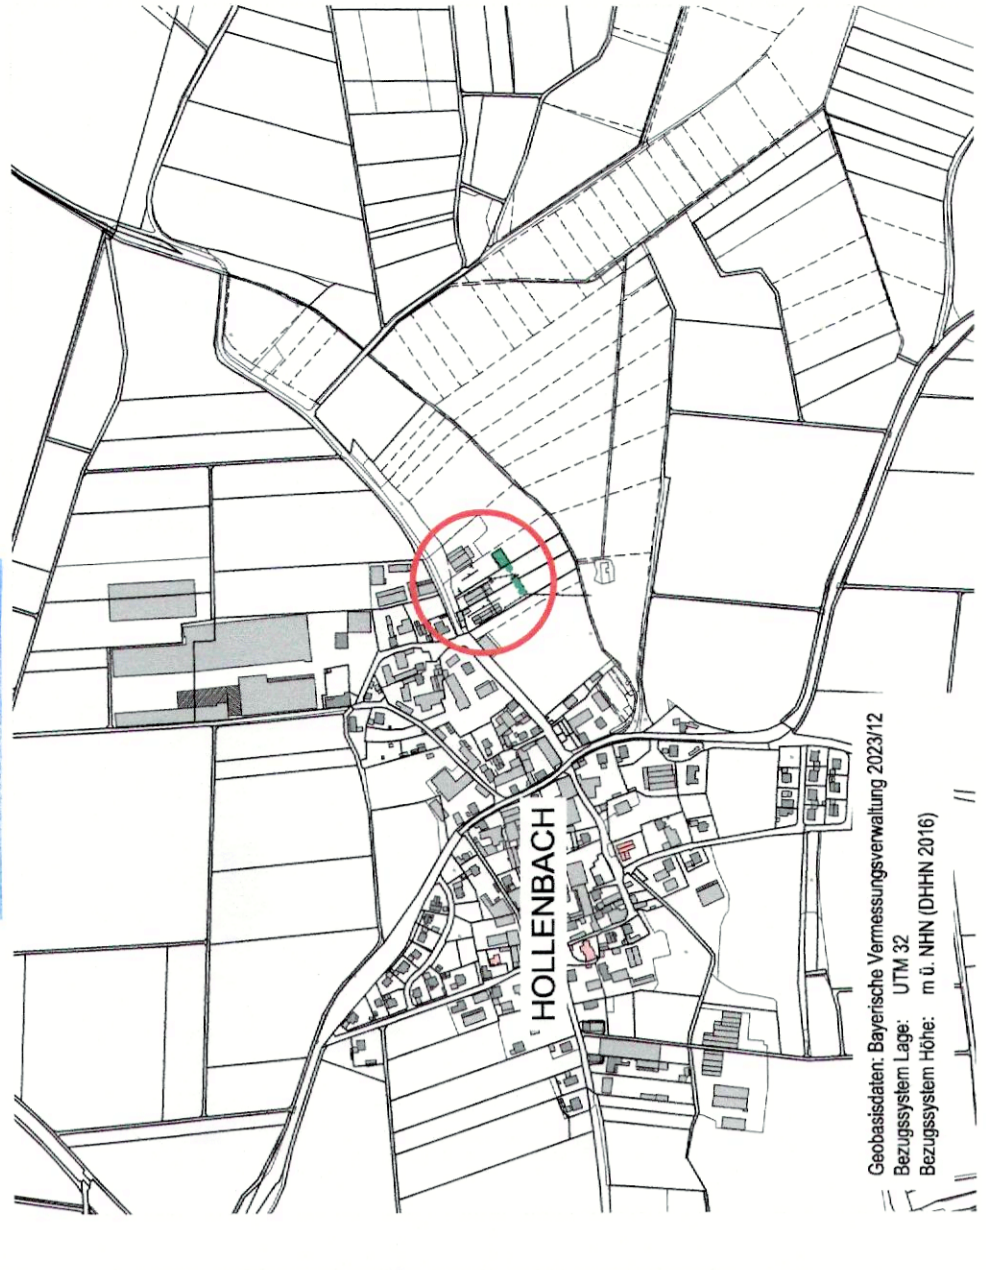 HOLLENBACH
Geobasisdaten: Bayerische Vermessungsverwaltung 2023/12
Bezugssystem Lage: UTM 32
Bezugssystem Höhe: m ü. NHN (DHHN 2016)